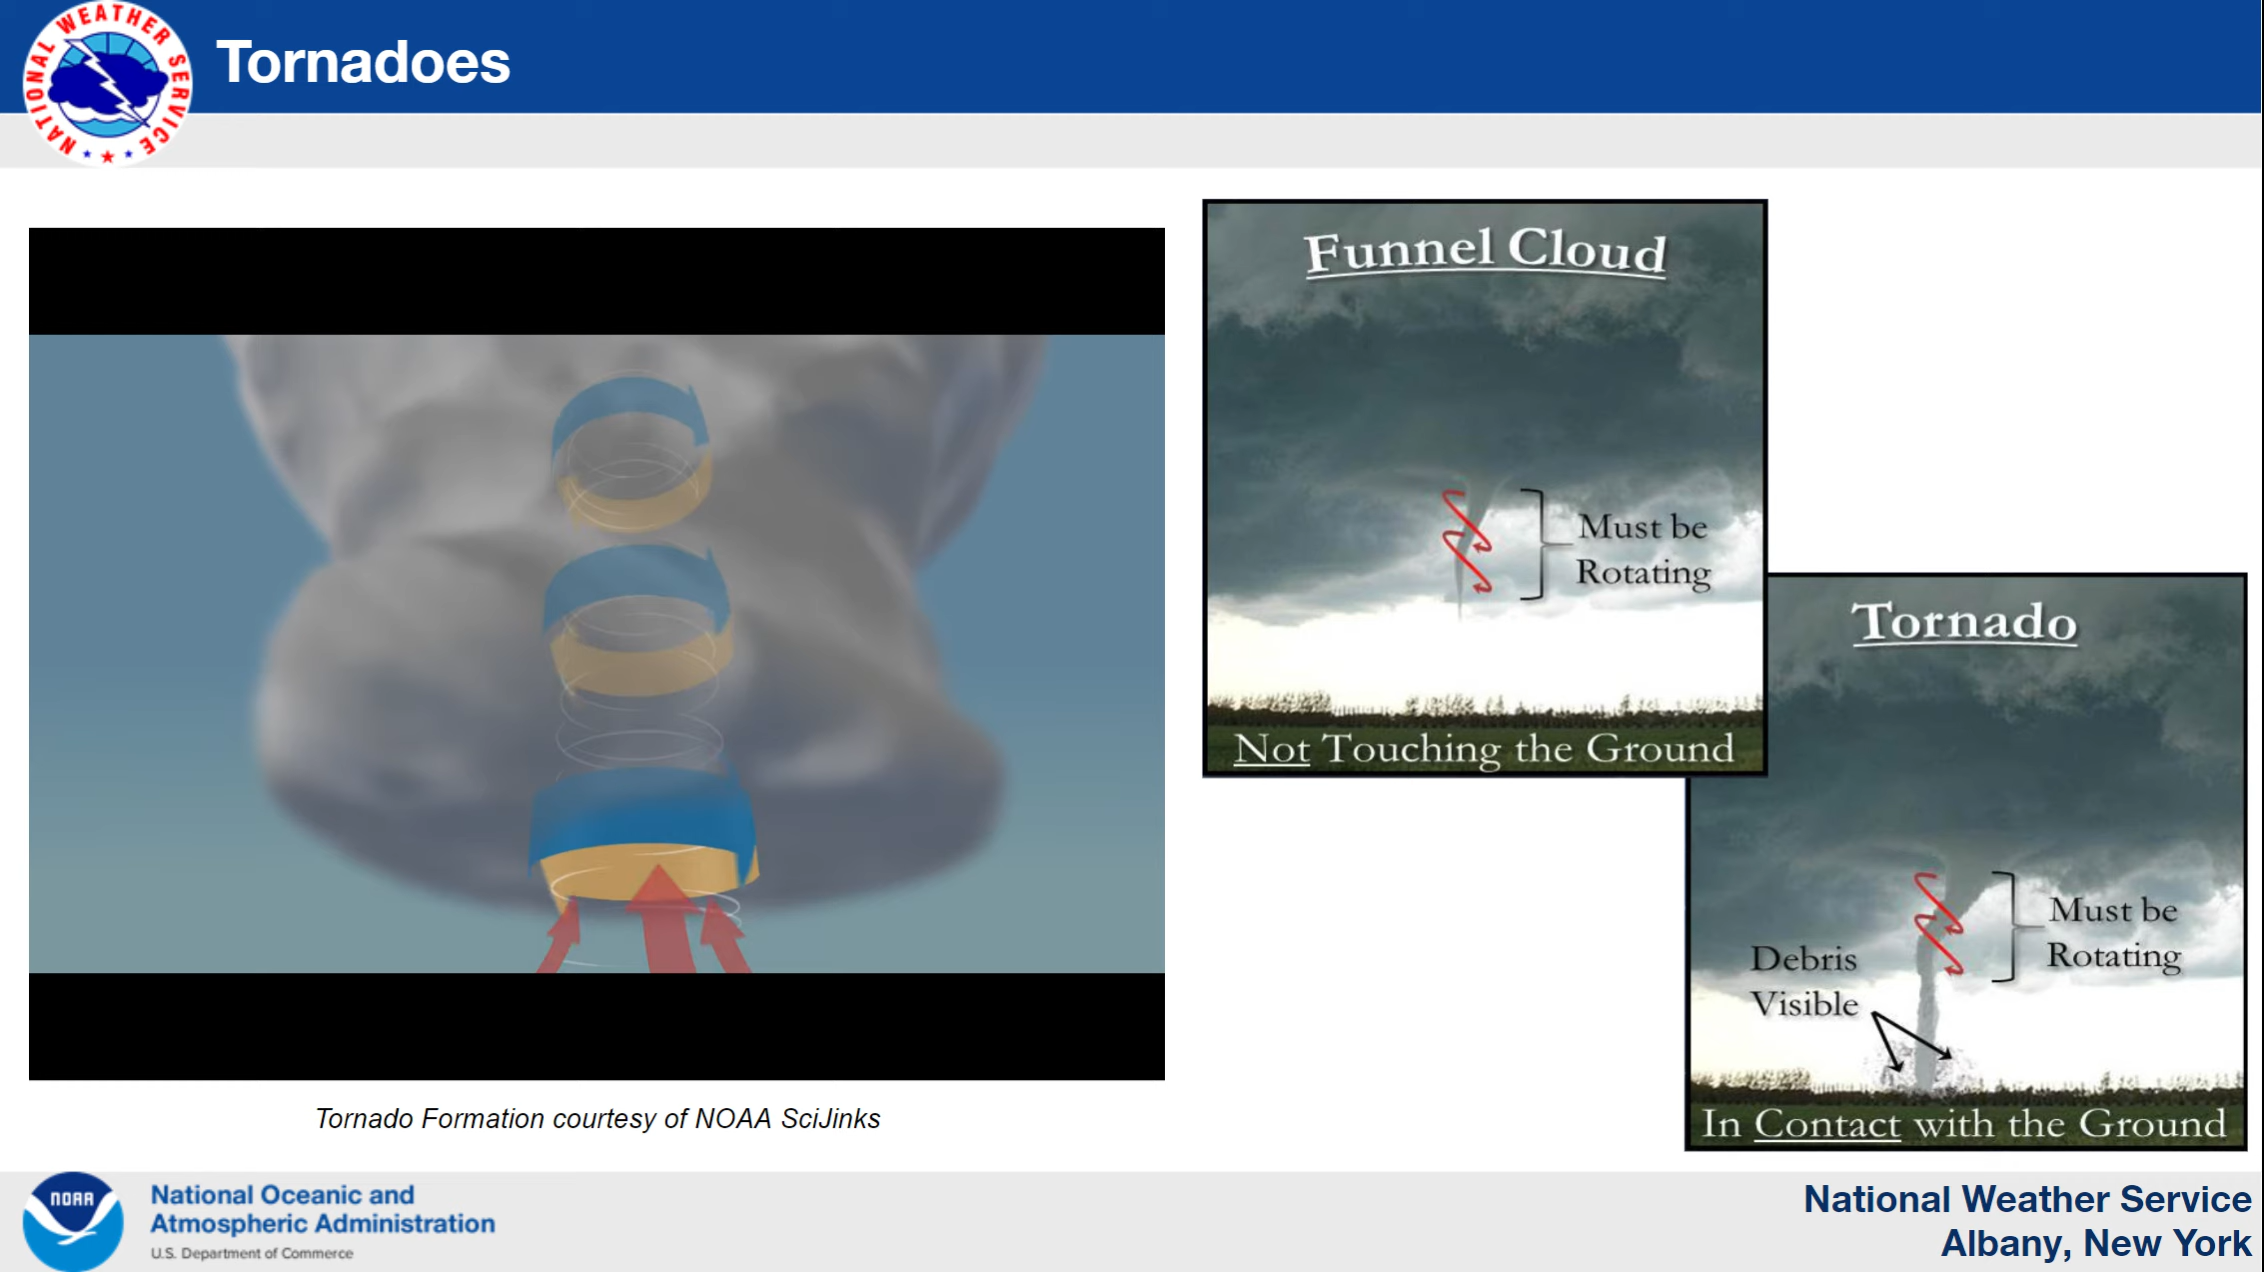 NATIONAL WEATHER SERVICE
Tornadoes
Funnel Cloud
Must be
Rotating
Not Touching the Ground
Tornado
Must be
Rotating
Debris
Visible
In Contact with the Ground
Tornado Formation courtesy of NOAA SciJinks
NOAA
National Oceanic and
Atmospheric Administration
U.S. Department of Commerce
National Weather Service
Albany, New York